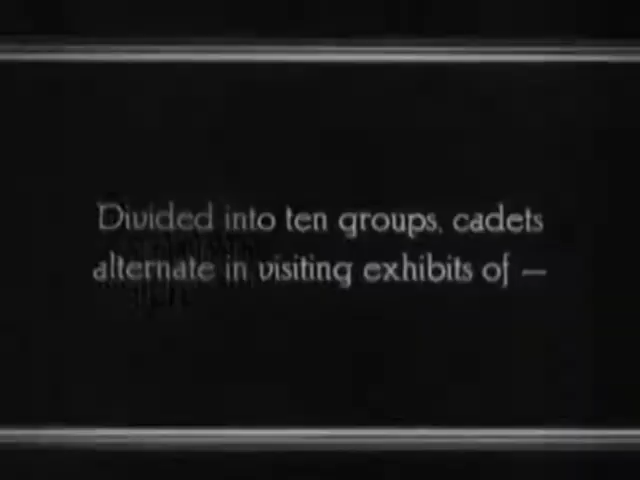 Divided into ten groups, cadets
alternate in visiting exhibits of —